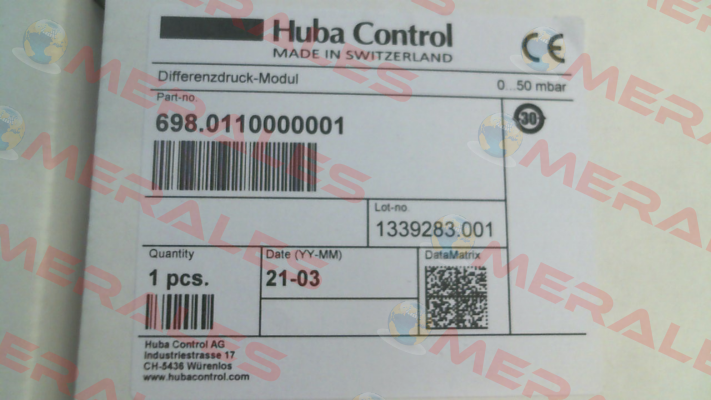 Huba Control
MADE IN SWITZERLAND
CE
Differenzdruck-Modul
0...50 mbar
Part-no.
698.0110000001
30
Lot-no.
1339283.001
Quantity
1 pcs.
Date (YY-MM)
21-03
DataMatrix
Huba Control AG
Industriestrasse 17
CH-5436 Würenlos
www.hubacontrol.com
MERALES